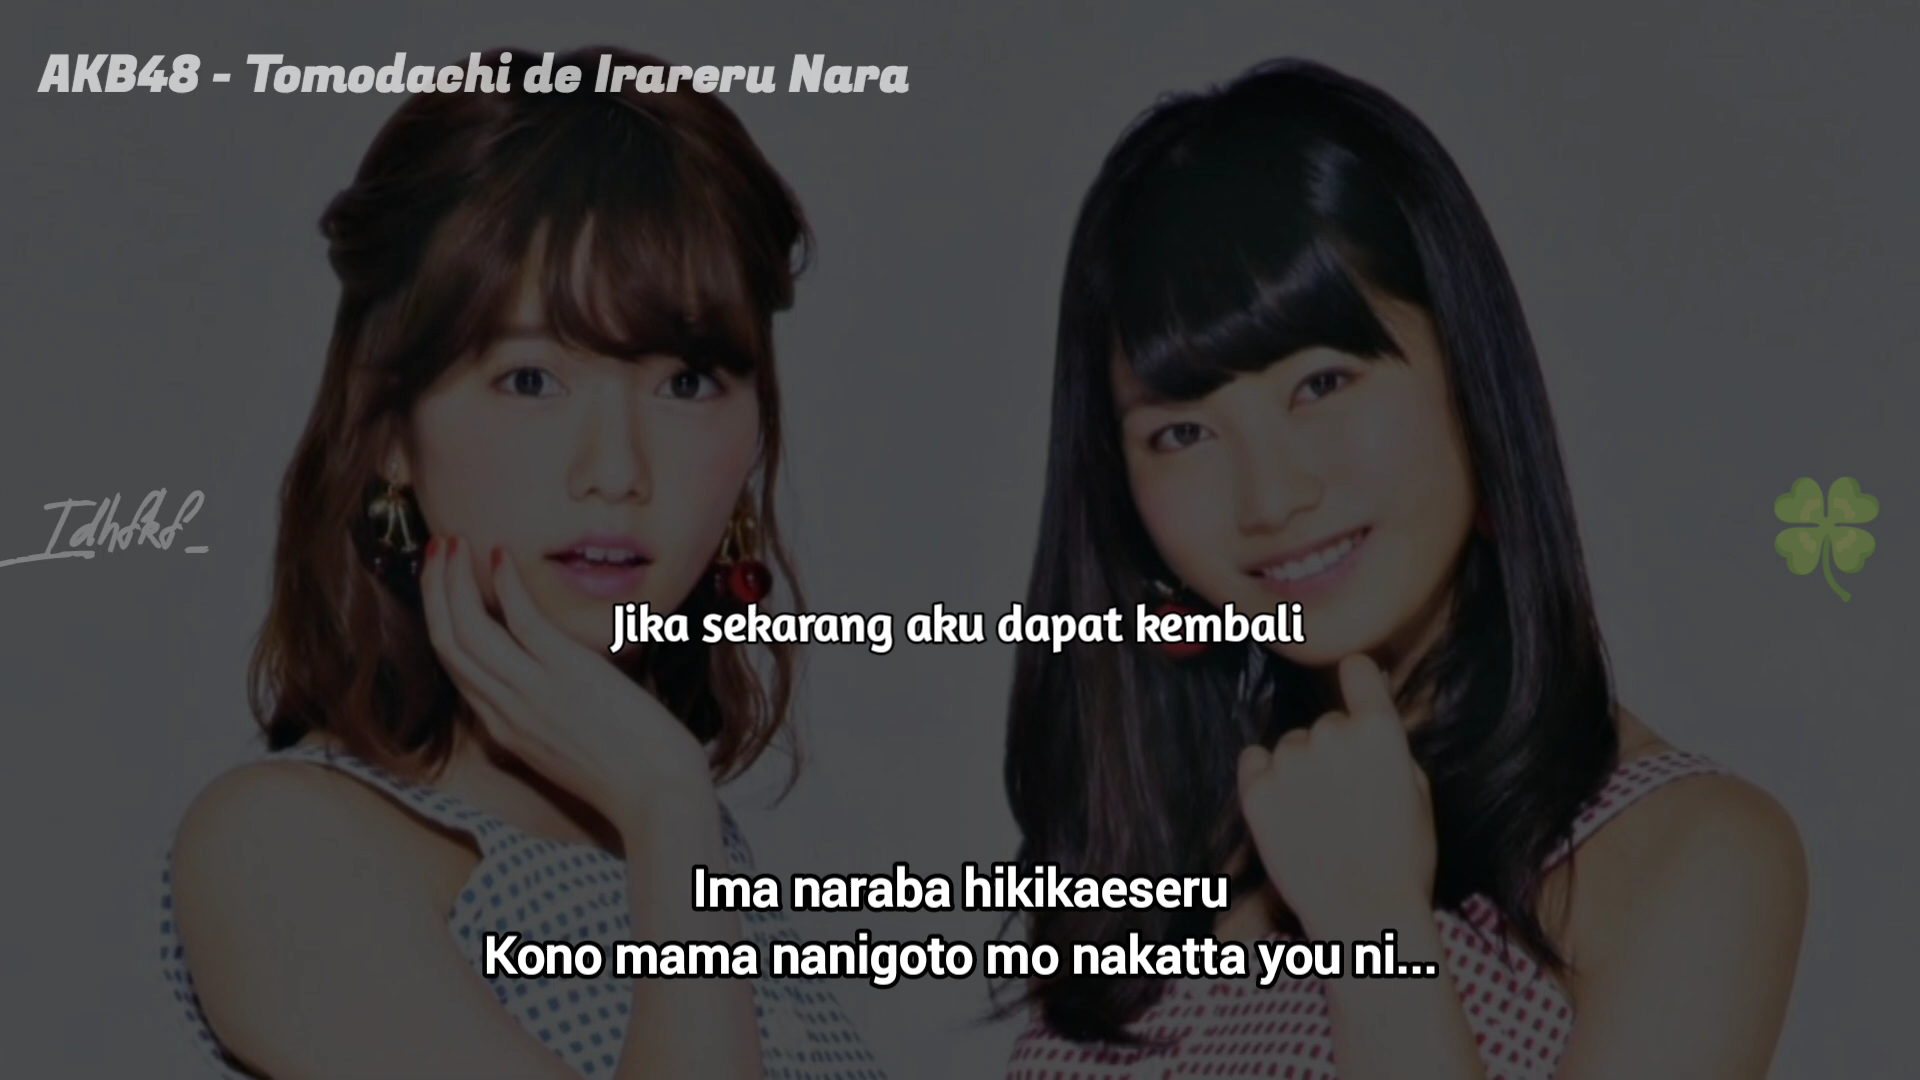 AKB48 - Tomodachi de Irareru Nara
Idhoko_
Jika sekarang aku dapat kembali
Ima naraba hikikaeseru
Kono mama nanigoto mo nakatta you ni...